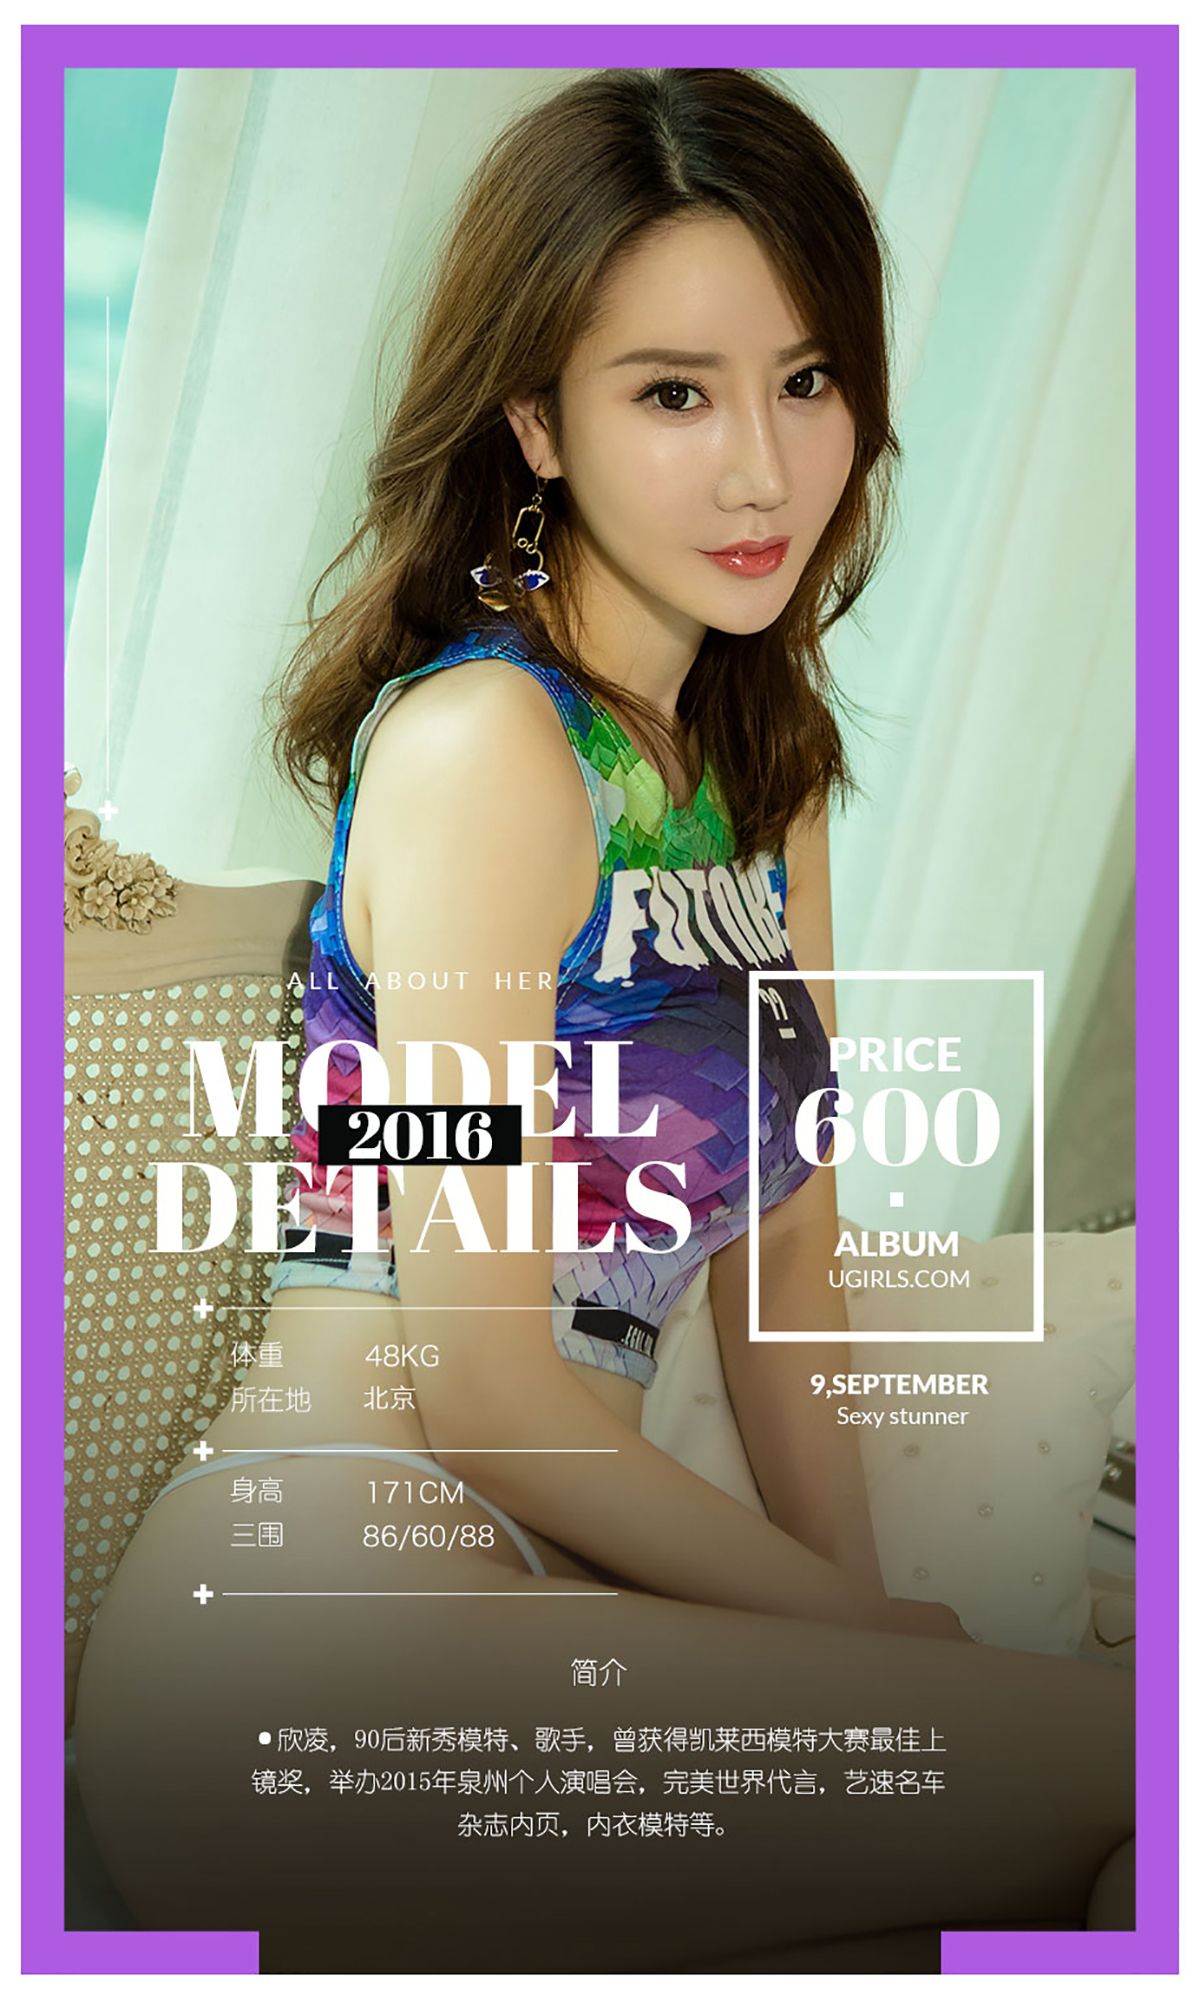 FUTURE
??
ALL ABOUT HER
MODEL
2016
DETAILS
PRICE
600
ALBUM
UGIRLS.COM
9,SEPTEMBER
Sexy stunner
体重 48KG
所在地 北京
身高 171CM
三围 86/60/88
简介
•欣凌，90后新秀模特、歌手，曾获得凯莱西模特大赛最佳上
镜奖，举办2015年泉州个人演唱会，完美世界代言，艺速名车
杂志内页，内衣模特等。